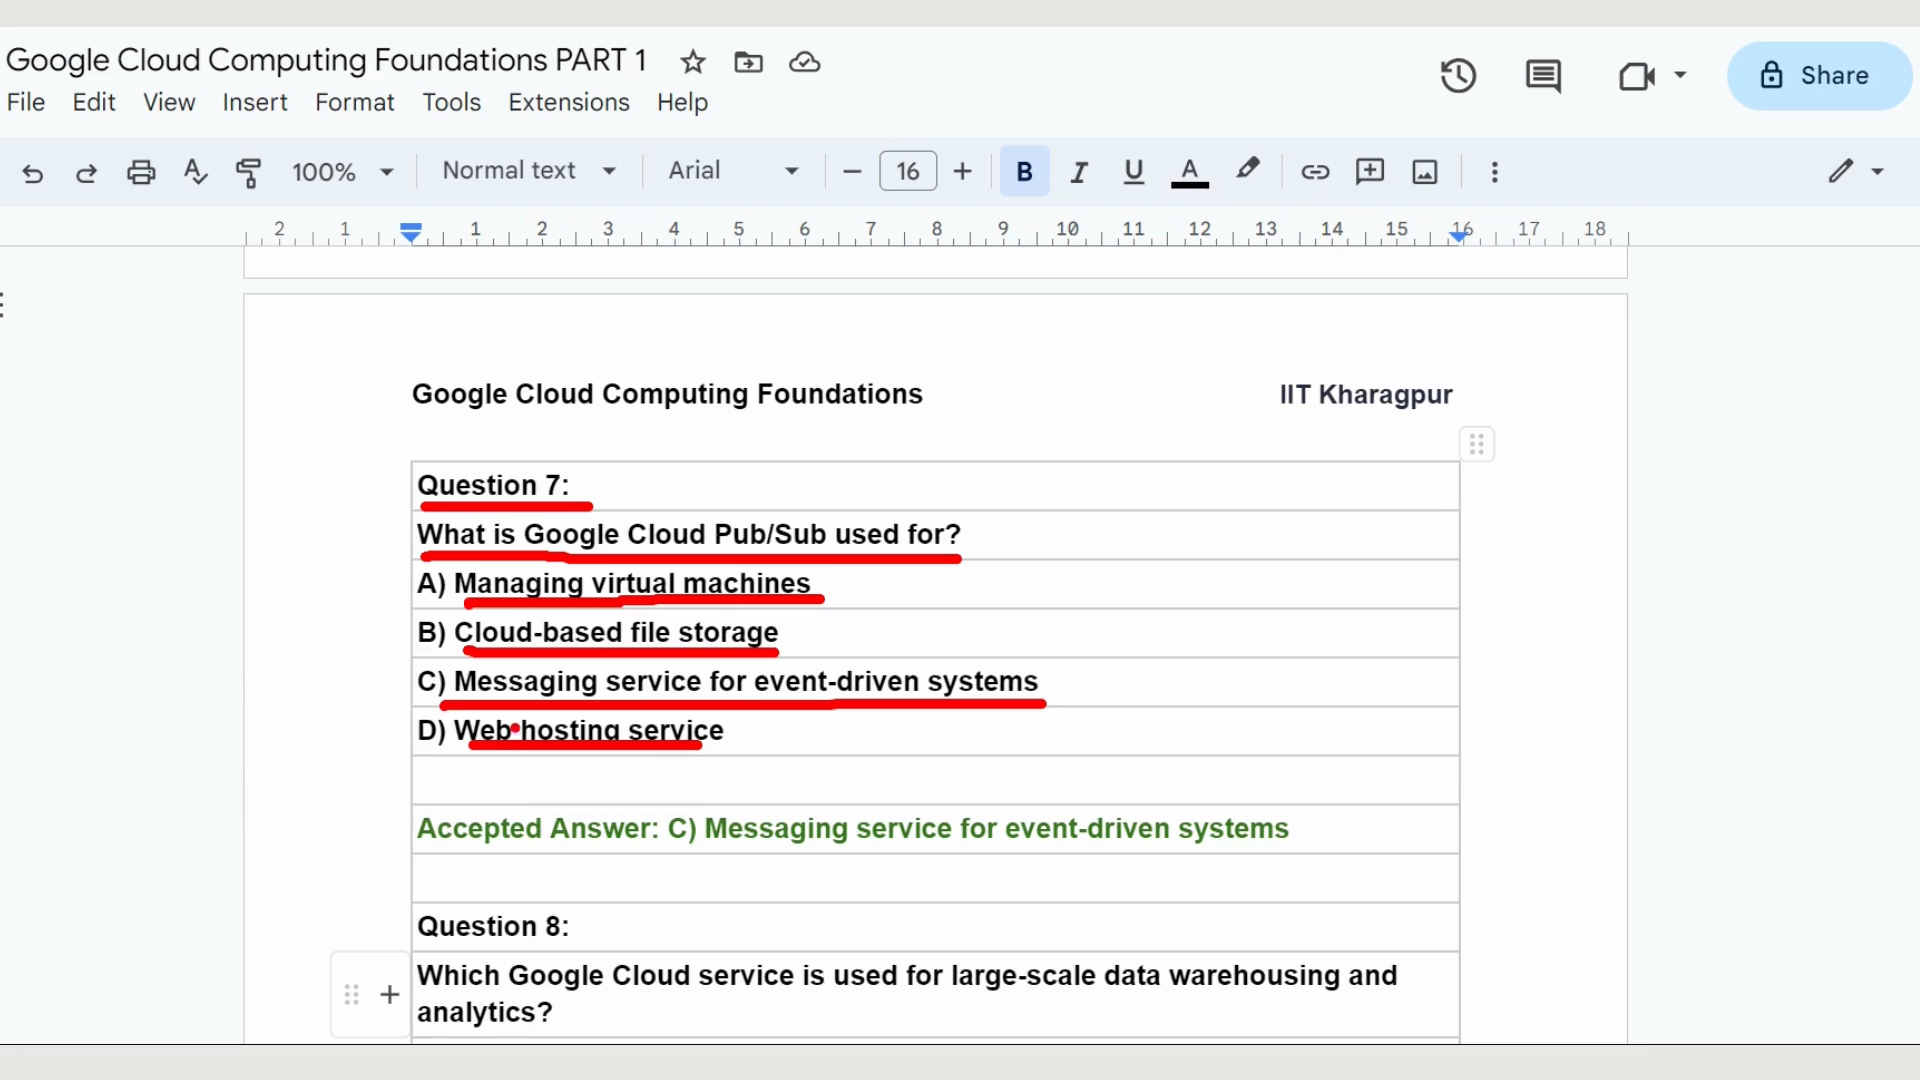 Google Cloud Computing Foundations PART 1
File Edit View Insert Format Tools Extensions Help
Share
100% Normal text Arial 16 B I U A
2 1 1 2 3 4 5 6 7 8 9 10 11 12 13 14 15 16 17 18
Google Cloud Computing Foundations IIT Kharagpur
Question 7:
What is Google Cloud Pub/Sub used for?
A) Managing virtual machines
B) Cloud-based file storage
C) Messaging service for event-driven systems
D) Web hosting service
Accepted Answer: C) Messaging service for event-driven systems
Question 8:
Which Google Cloud service is used for large-scale data warehousing and
analytics?